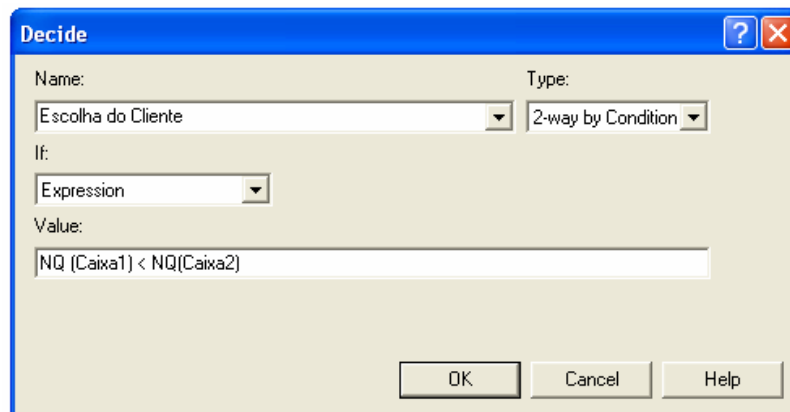 Decide
Name: Type:
Escolha do Cliente 2-way by Condition
If:
Expression
Value:
NQ (Caixa1) < NQ(Caixa2)
OK Cancel Help